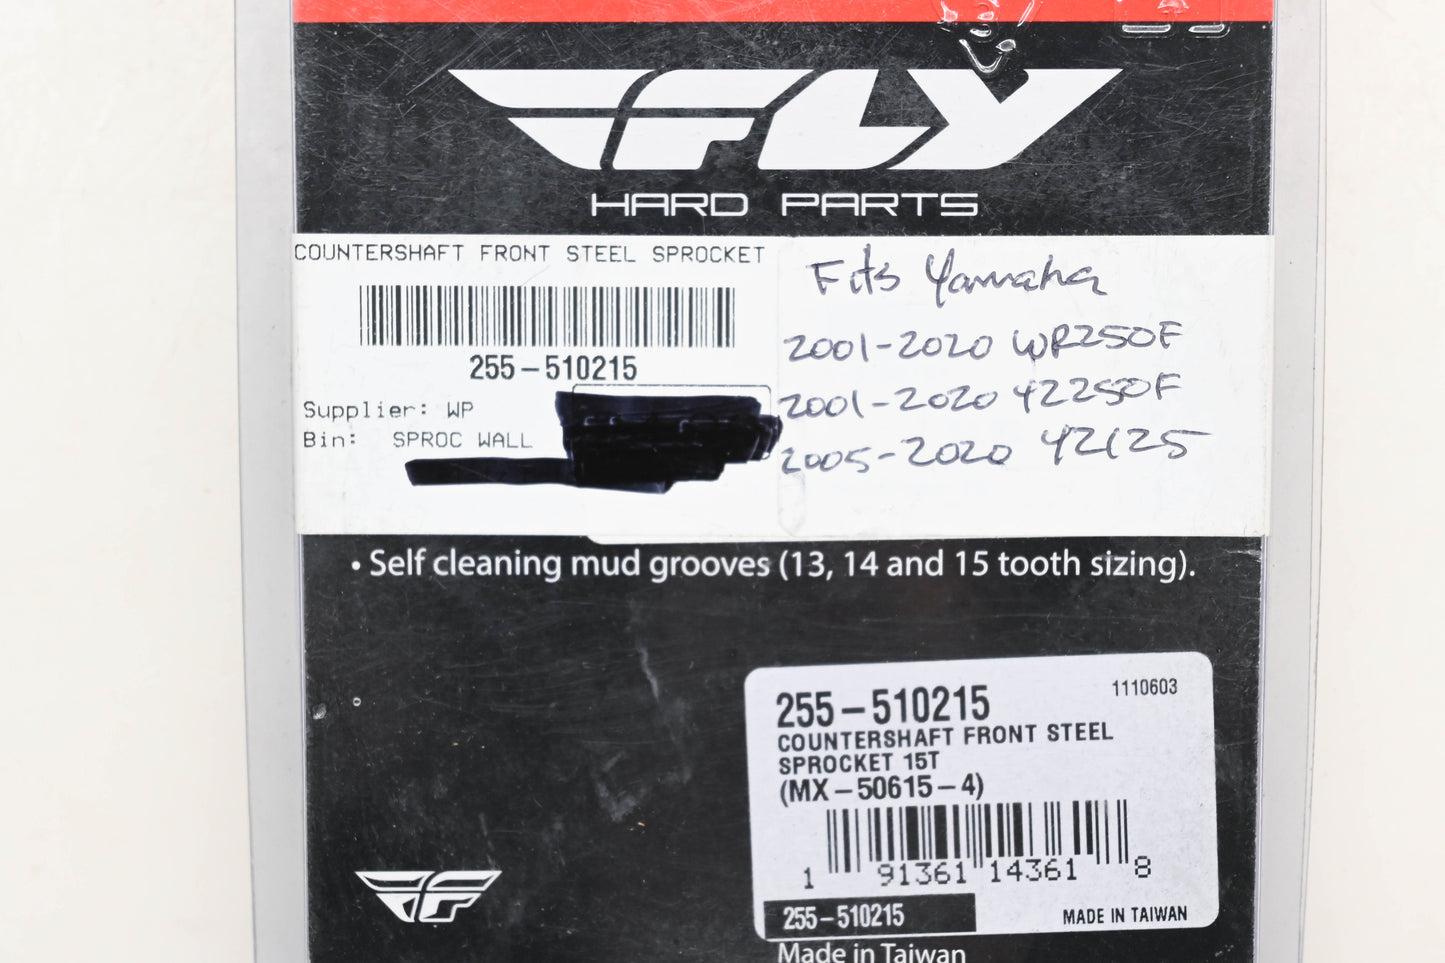 FLY
HARD PARTS
COUNTERSHAFT FRONT STEEL SPROCKET
255-510215
Supplier: WP
Bin: SPROC WALL
Fits Yamaha
2001-2020 WR250F
2001-2020 YZ250F
2005-2020 YZ125
• Self cleaning mud grooves (13, 14 and 15 tooth sizing).
255-510215 1110603
COUNTERSHAFT FRONT STEEL
SPROCKET 15T
(MX-50615-4)
1 91361 14361 8
255-510215 MADE IN TAIWAN
Made in Taiwan